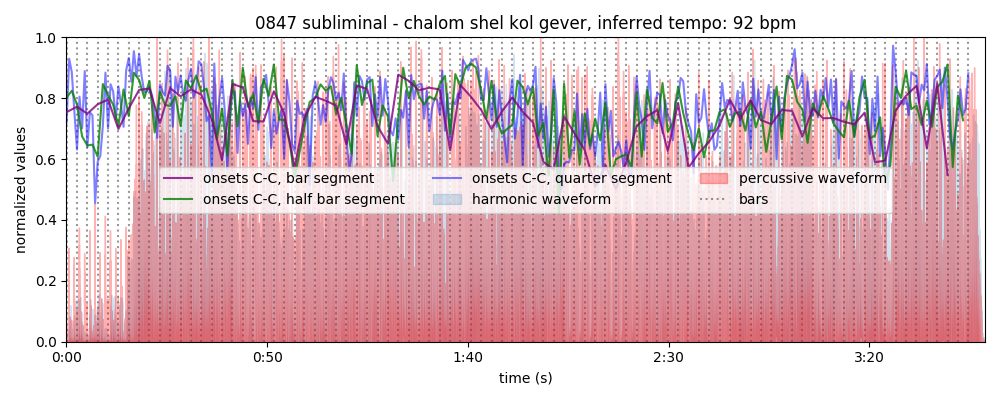 0847 subliminal - chalom shel kol gever, inferred tempo: 92 bpm
1.0
0.8
0.6
0.4
0.2
0.0
normalized values
onsets C-C, bar segment
onsets C-C, half bar segment
onsets C-C, quarter segment
harmonic waveform
percussive waveform
bars
0:00 0:50 1:40 2:30 3:20
time (s)